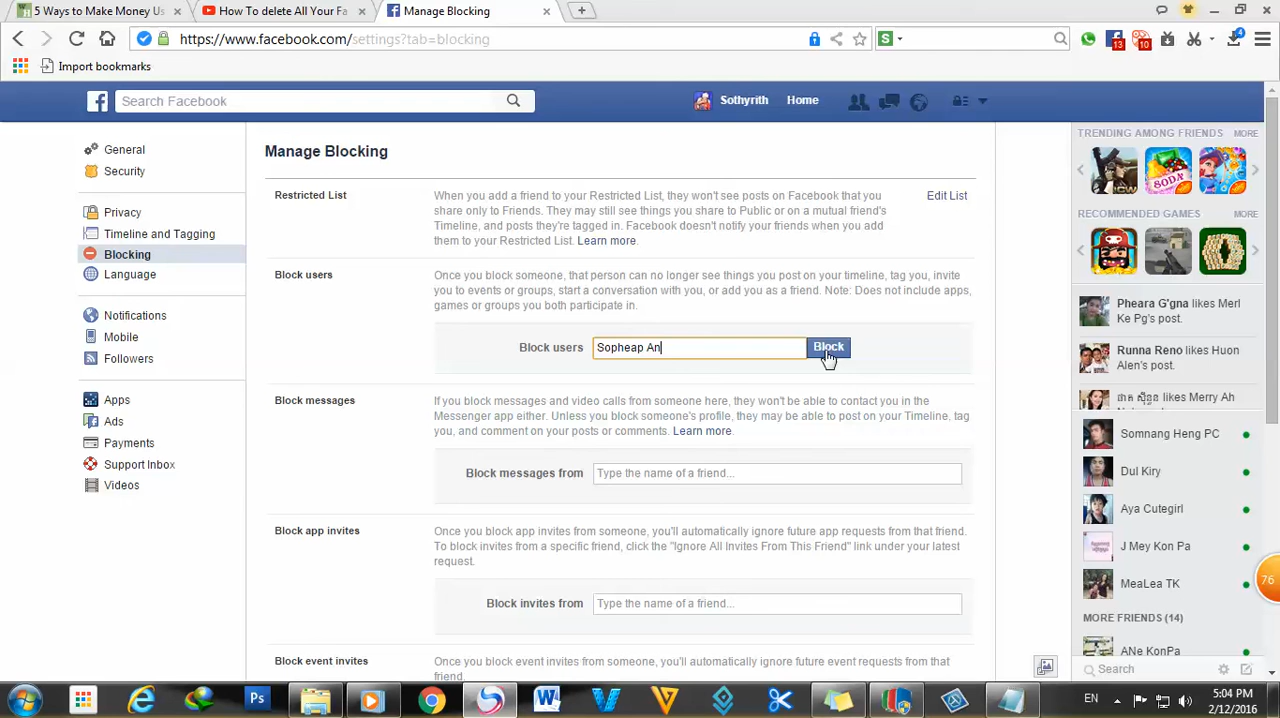 5 Ways to Make Money Us
How To delete All Your Fa
Manage Blocking
https://www.facebook.com/settings?tab=blocking
S
13
10
4
Import bookmarks
Search Facebook
Sothyrith
Home
General
Security
Privacy
Timeline and Tagging
Blocking
Language
Notifications
Mobile
Followers
Apps
Ads
Payments
Support Inbox
Videos
Manage Blocking
Restricted List
When you add a friend to your Restricted List, they won't see posts on Facebook that you
share only to Friends. They may still see things you share to Public or on a mutual friend's
Timeline, and posts they're tagged in. Facebook doesn't notify your friends when you add
them to your Restricted List. Learn more.
Edit List
Block users
Once you block someone, that person can no longer see things you post on your timeline, tag you, invite
you to events or groups, start a conversation with you, or add you as a friend. Note: Does not include apps,
games or groups you both participate in.
Block users
Sopheap An
Block
Block messages
If you block messages and video calls from someone here, they won't be able to contact you in the
Messenger app either. Unless you block someone's profile, they may be able to post on your Timeline, tag
you, and comment on your posts or comments. Learn more.
Block messages from
Type the name of a friend...
Block app invites
Once you block app invites from someone, you'll automatically ignore future app requests from that friend.
To block invites from a specific friend, click the "Ignore All Invites From This Friend" link under your latest
request.
Block invites from
Type the name of a friend...
Block event invites
Once you block event invites from someone, you'll automatically ignore future event requests from that
friend.
TRENDING AMONG FRIENDS
MORE
SODA
RECOMMENDED GAMES
MORE
Pheara G'gna likes Merl
Ke Pg's post.
Runna Reno likes Huon
Alen's post.
likes Merry Ah
Somnang Heng PC
Dul Kiry
Aya Cutegirl
J Mey Kon Pa
MeaLea TK
76
MORE FRIENDS (14)
ANe KonPa
Search
Ps
EN
5:04 PM
2/12/2016